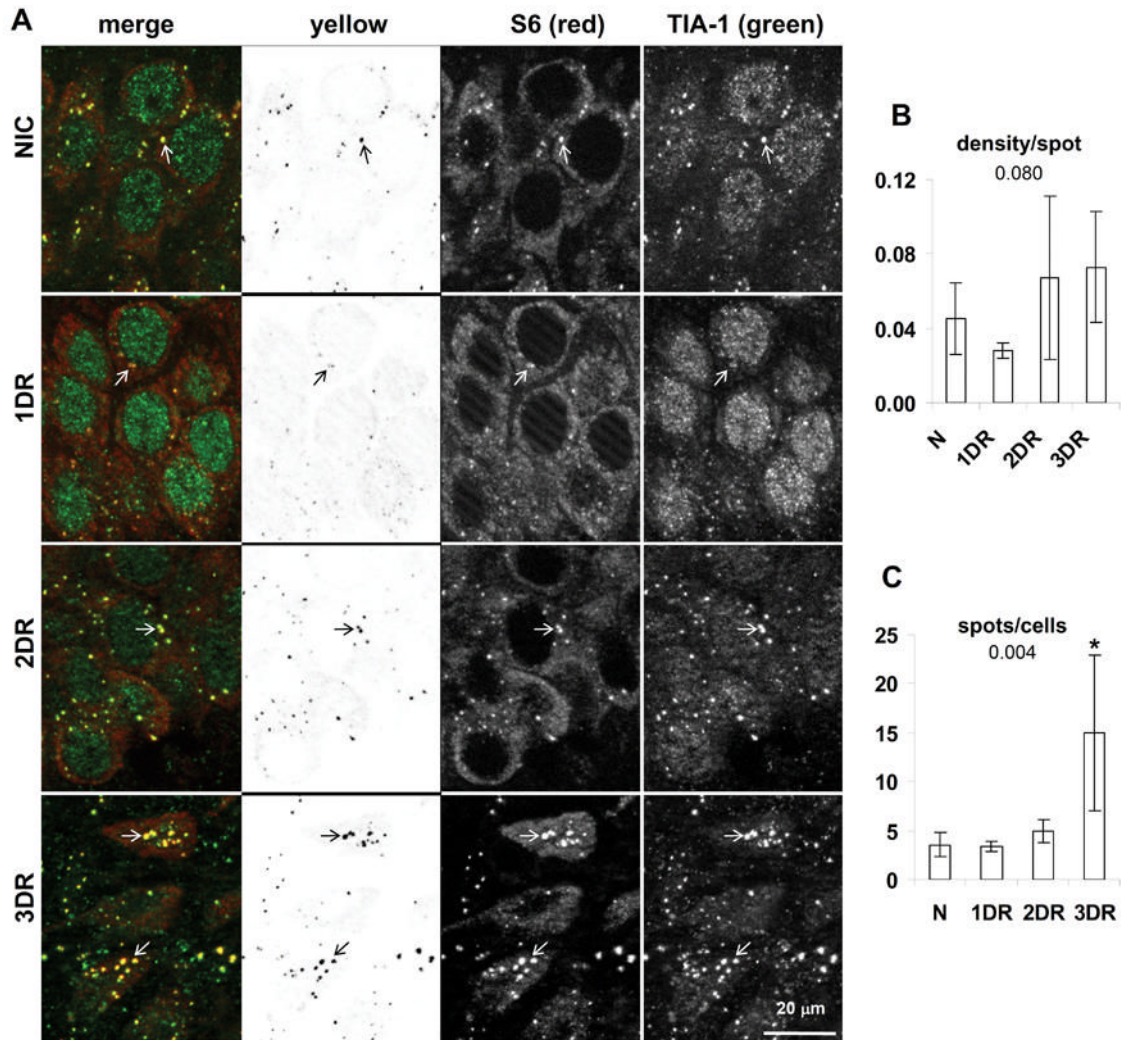 A
merge
yellow
S6 (red)
TIA-1 (green)
NIC
1DR
2DR
3DR
20 μm
B
density/spot
0.080
0.12
0.08
0.04
0.00
N
1DR
2DR
3DR
C
spots/cells
0.004
25
20
15
10
5
0
*
N
1DR
2DR
3DR